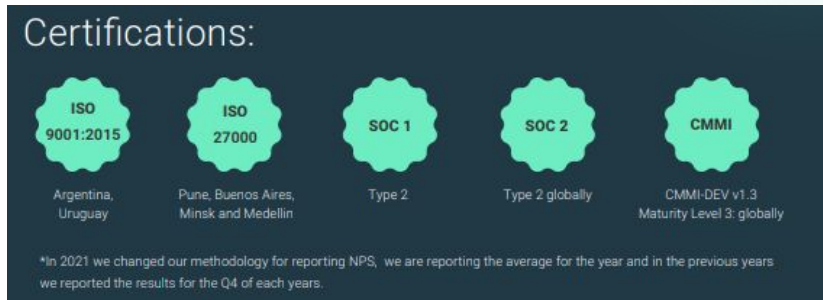 Certifications:
ISO
9001:2015
ISO
27000
SOC 1
SOC 2
CMMI
Argentina,
Uruguay
Pune, Buenos Aires,
Minsk and Medellin
Type 2
Type 2 globally
CMMI-DEV v1.3
Maturity Level 3: globally
*In 2021 we changed our methodology for reporting NPS, we are reporting the average for the year and in the previous years
we reported the results for the Q4 of each years.